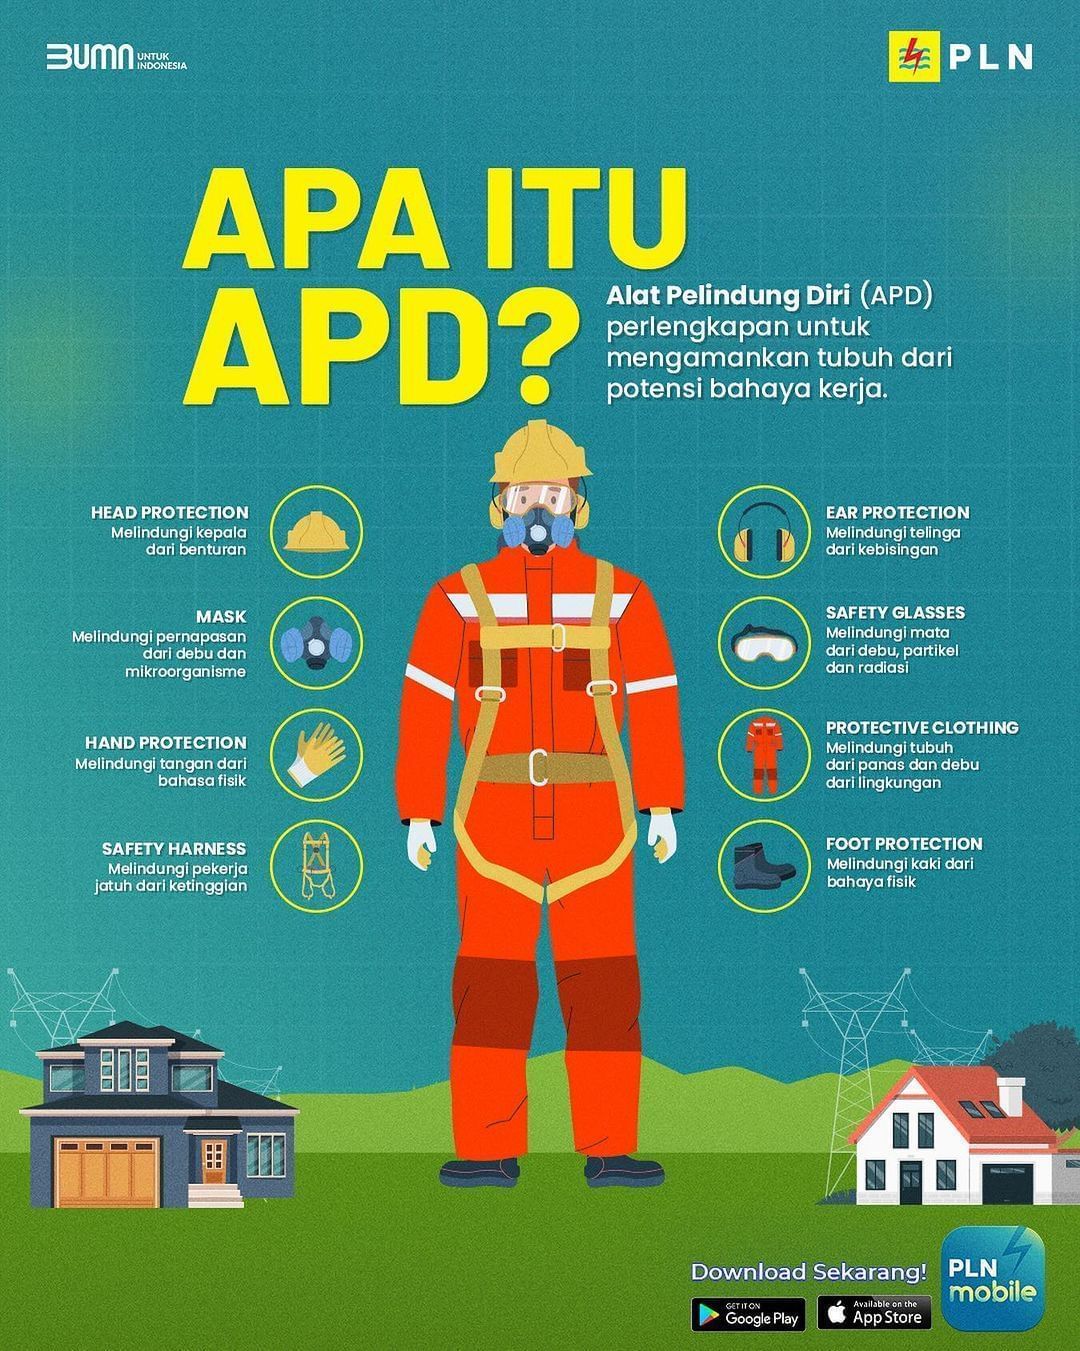 BUMN UNTUK
INDONESIA
PLN
APA ITU
APD?
Alat Pelindung Diri (APD)
perlengkapan untuk
mengamankan tubuh dari
potensi bahaya kerja.
HEAD PROTECTION
Melindungi kepala
dari benturan
MASK
Melindungi pernapasan
dari debu dan
mikroorganisme
HAND PROTECTION
Melindungi tangan dari
bahasa fisik
SAFETY HARNESS
Melindungi pekerja
jatuh dari ketinggian
EAR PROTECTION
Melindungi telinga
dari kebisingan
SAFETY GLASSES
Melindungi mata
dari debu, partikel
dan radiasi
PROTECTIVE CLOTHING
Melindungi tubuh
dari panas dan debu
dari lingkungan
FOOT PROTECTION
Melindungi kaki dari
bahaya fisik
Download Sekarang!
GET IT ON
Google Play
Available on the
App Store
PLN
mobile